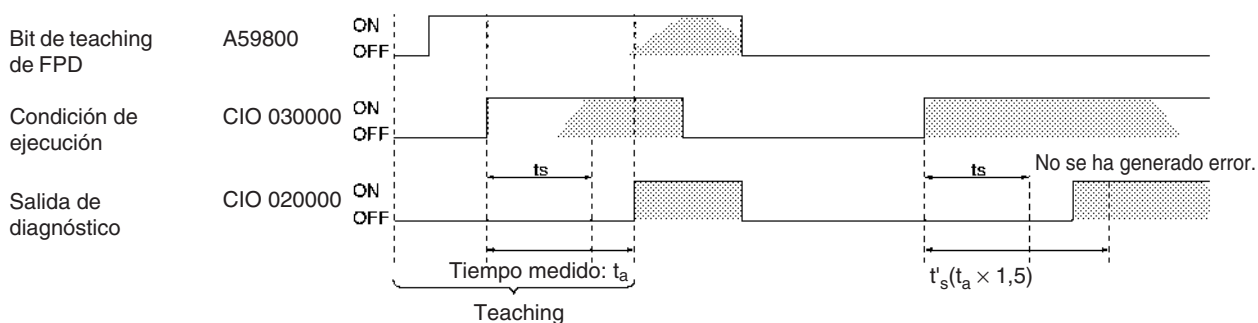 Bit de teaching
de FPD
A59800
ON
OFF
Condición de
ejecución
CIO 030000
ON
OFF
ts
ts
No se ha generado error.
Salida de
diagnóstico
CIO 020000
ON
OFF
Tiempo medido: ta
t's(ta × 1,5)
Teaching